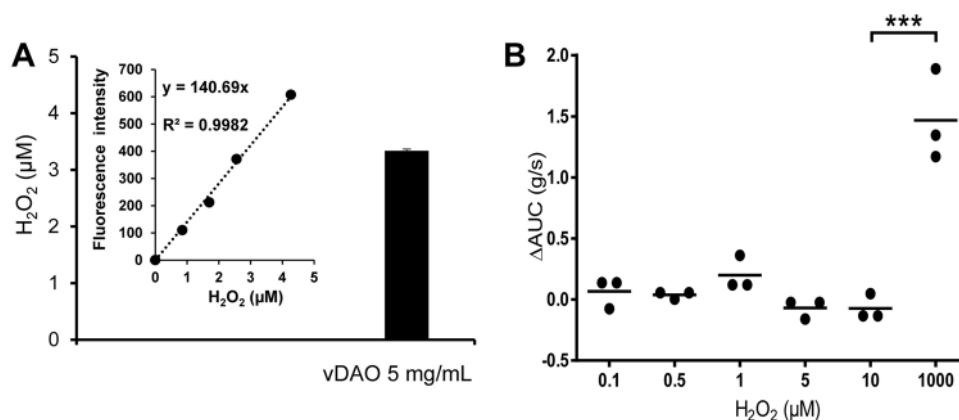 A
H₂O₂ (µM)
5
4
3
2
1
0
700
600
500
400
300
200
100
0
Fluorescence intensity
y = 140.69x
R² = 0.9982
0 1 2 3 4 5
H₂O₂ (µM)
vDAO 5 mg/mL
B
***
ΔAUC (g/s)
2.0
1.5
1.0
0.5
0.0
-0.5
0.1 0.5 1 5 10 1000
H₂O₂ (µM)